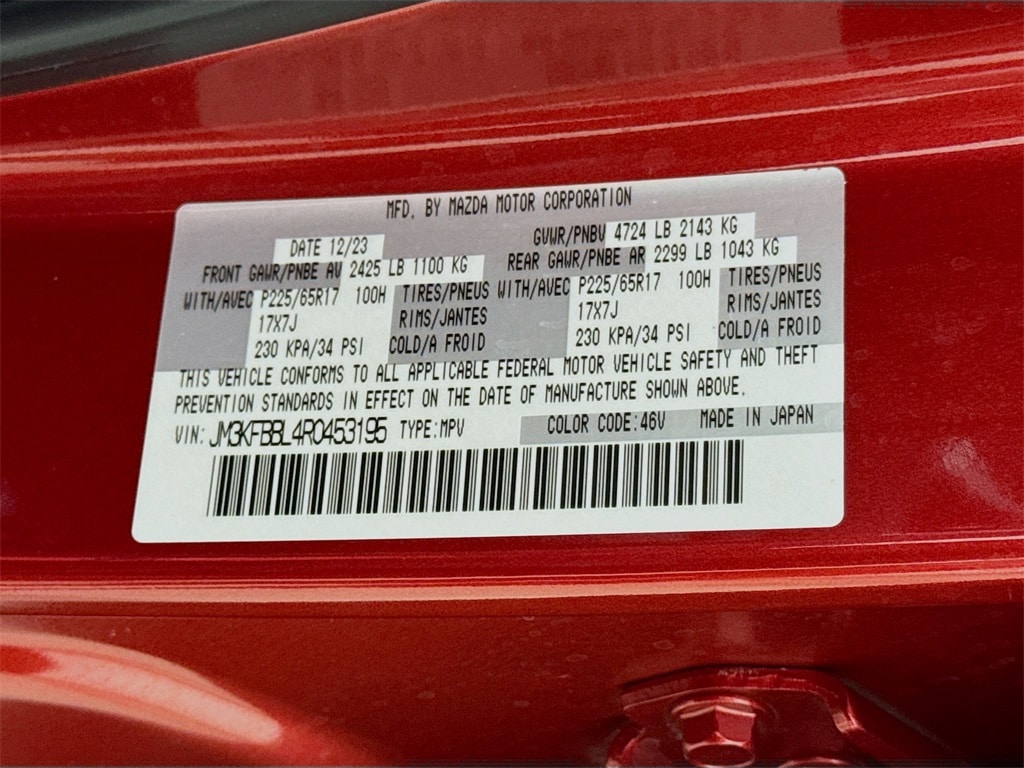 MFD. BY MAZDA MOTOR CORPORATION
DATE 12/23 GVWR/PNBV 4724 LB 2143 KG
FRONT GAWR/PNBE AV 2425 LB 1100 KG REAR GAWR/PNBE AR 2299 LB 1043 KG
WITH/AVEC P225/65R17 100H TIRES/PNEUS WITH/AVEC P225/65R17 100H TIRES/PNEUS
17X7J RIMS/JANTES 17X7J RIMS/JANTES
230 KPA/34 PSI COLD/A FROID 230 KPA/34 PSI COLD/A FROID
THIS VEHICLE CONFORMS TO ALL APPLICABLE FEDERAL MOTOR VEHICLE SAFETY AND THEFT
PREVENTION STANDARDS IN EFFECT ON THE DATE OF MANUFACTURE SHOWN ABOVE.
VIN: JM3KFBBL4R0453195 TYPE:MPV COLOR CODE:46V MADE IN JAPAN